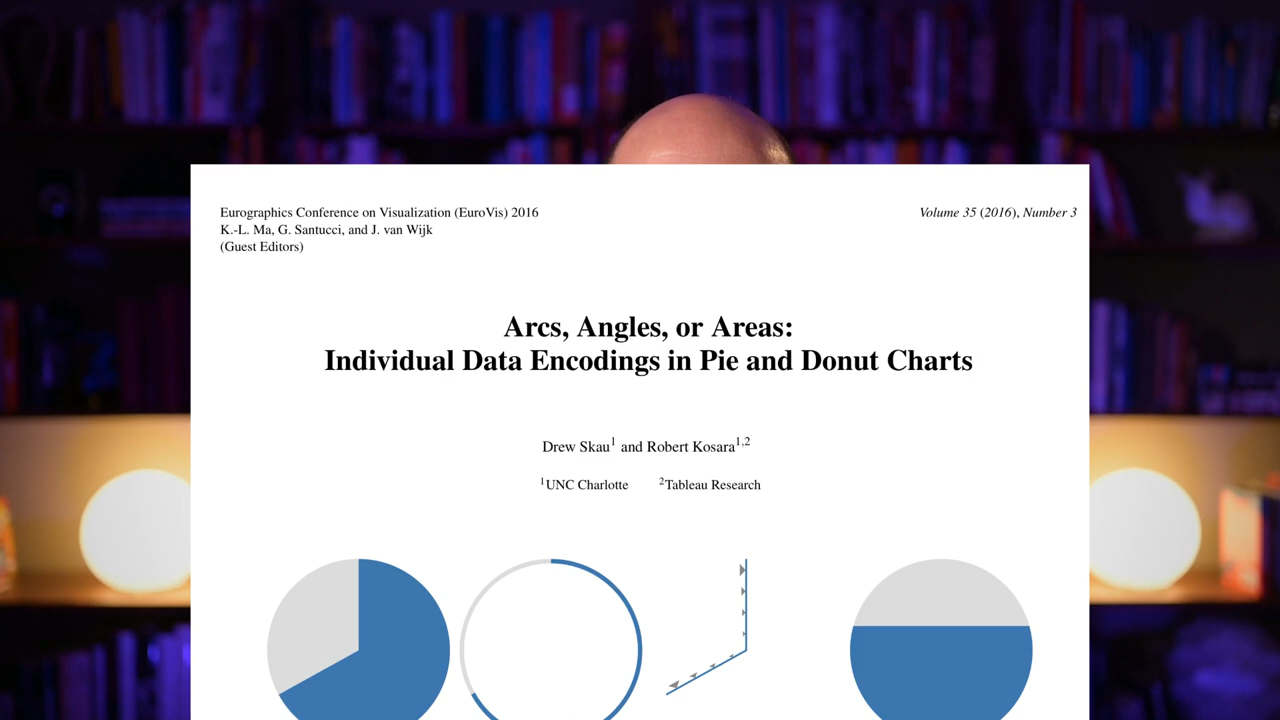 Eurographics Conference on Visualization (EuroVis) 2016
Volume 35 (2016), Number 3
K.-L. Ma, G. Santucci, and J. van Wijk
(Guest Editors)
Arcs, Angles, or Areas:
Individual Data Encodings in Pie and Donut Charts
Drew Skau1 and Robert Kosara1,2
1UNC Charlotte 2Tableau Research